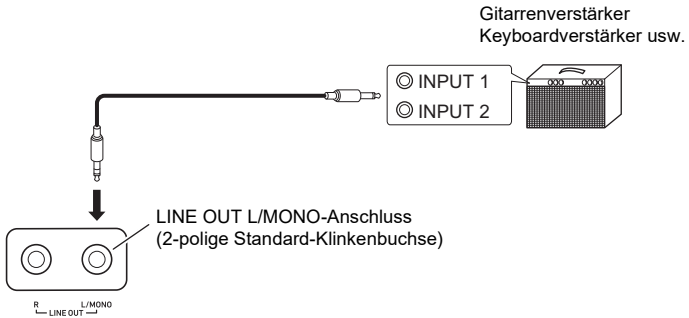 Gitarrenverstärker
Keyboardverstärker usw.
INPUT 1
INPUT 2
LINE OUT L/MONO-Anschluss
(2-polige Standard-Klinkenbuchse)
R L/MONO
LINE OUT